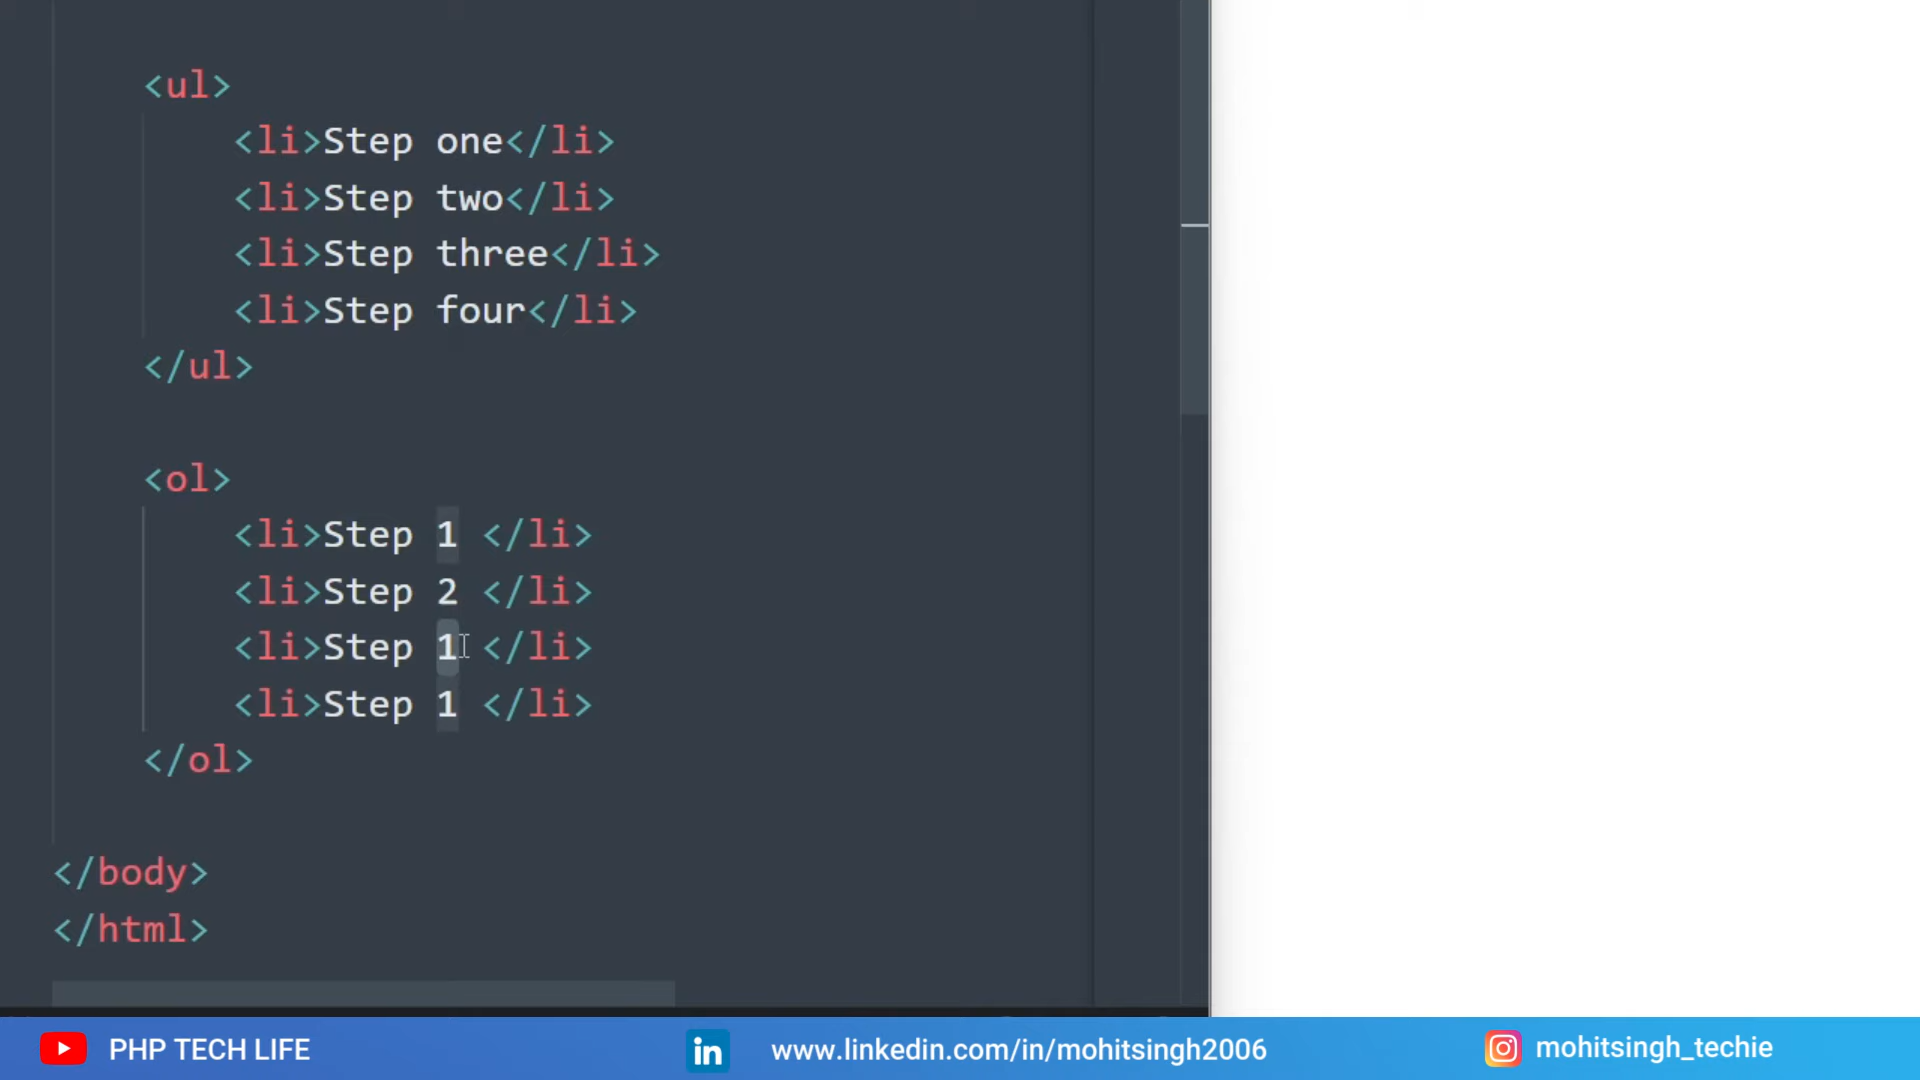 <ul>
<li>Step one</li>
<li>Step two</li>
<li>Step three</li>
<li>Step four</li>
</ul>
<ol>
<li>Step 1 </li>
<li>Step 2 </li>
<li>Step 1 </li>
<li>Step 1 </li>
</ol>
</body>
</html>
PHP TECH LIFE
in www.linkedin.com/in/mohitsingh2006
mohitsingh_techie